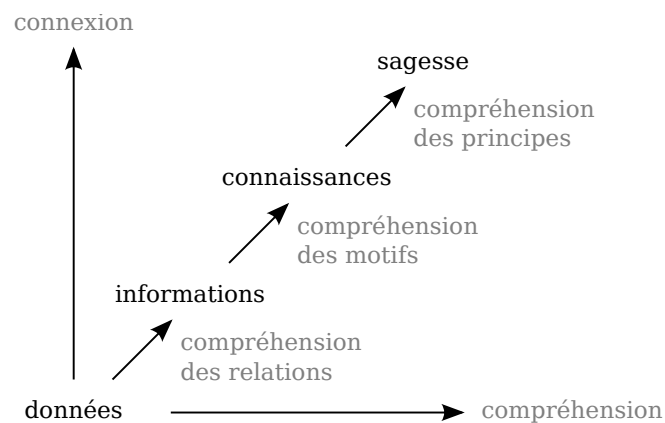 connexion
sagesse
compréhension
des principes
connaissances
compréhension
des motifs
informations
compréhension
des relations
données
compréhension